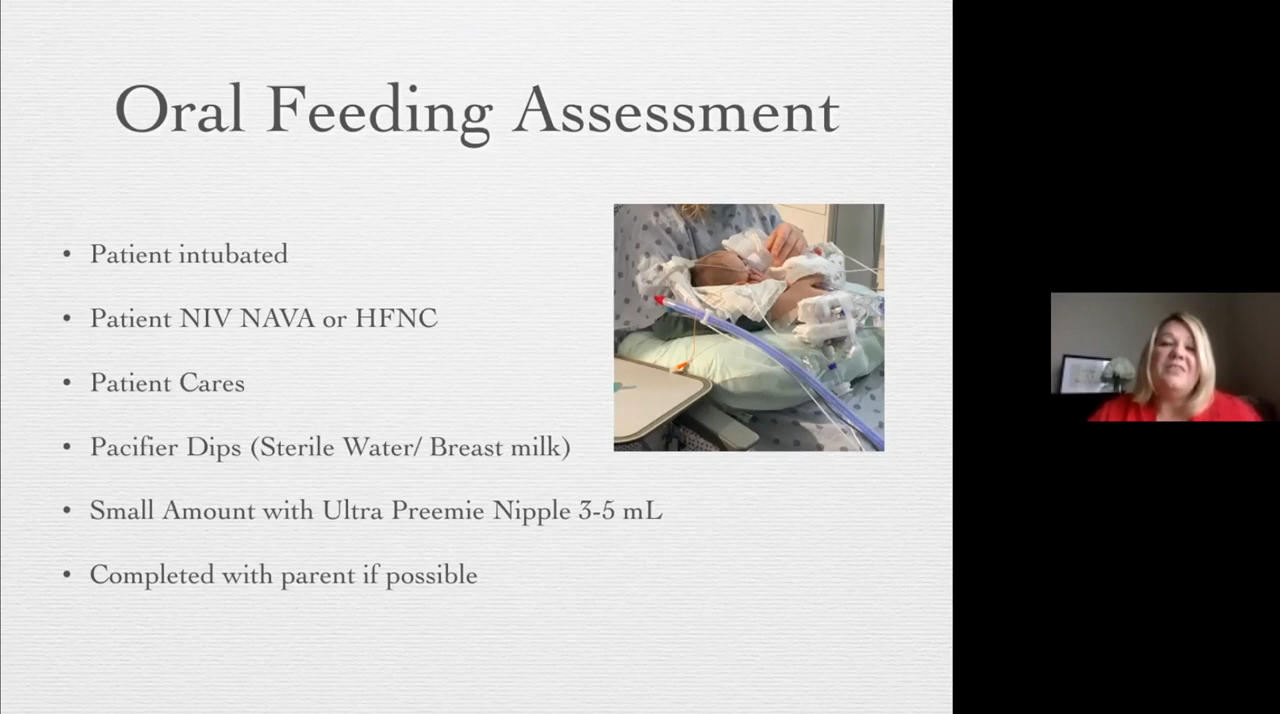 Oral Feeding Assessment
• Patient intubated
• Patient NIV NAVA or HFNC
• Patient Cares
• Pacifier Dips (Sterile Water/ Breast milk)
• Small Amount with Ultra Preemie Nipple 3-5 mL
• Completed with parent if possible